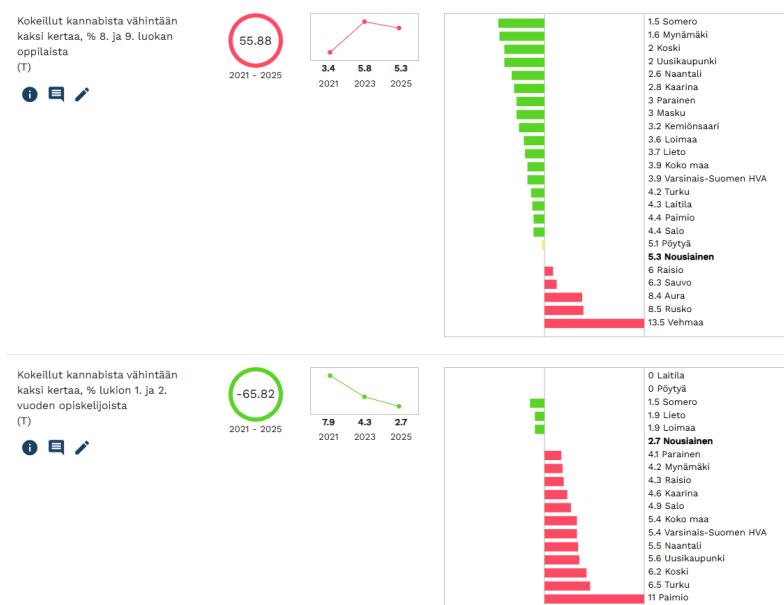 Kokeillut kannabista vähintään
kaksi kertaa, % 8. ja 9. luokan
oppilaista
(T)
55.88
2021 - 2025
3.4 5.8 5.3
2021 2023 2025
1.5 Somero
1.6 Mynämäki
2 Koski
2 Uusikaupunki
2.6 Naantali
2.8 Kaarina
3 Parainen
3 Masku
3.2 Kemiönsaari
3.6 Loimaa
3.7 Lieto
3.9 Koko maa
3.9 Varsinais-Suomen HVA
4.2 Turku
4.3 Laitila
4.4 Paimio
4.4 Salo
5.1 Pöytyä
5.3 Nousiainen
6 Raisio
6.3 Sauvo
8.4 Aura
8.5 Rusko
13.5 Vehmaa
Kokeillut kannabista vähintään
kaksi kertaa, % lukion 1. ja 2.
vuoden opiskelijoista
(T)
-65.82
2021 - 2025
7.9 4.3 2.7
2021 2023 2025
0 Laitila
0 Pöytyä
1.5 Somero
1.9 Lieto
1.9 Loimaa
2.7 Nousiainen
4.1 Parainen
4.2 Mynämäki
4.3 Raisio
4.6 Kaarina
4.9 Salo
5.4 Koko maa
5.4 Varsinais-Suomen HVA
5.5 Naantali
5.6 Uusikaupunki
6.2 Koski
6.5 Turku
11 Paimio